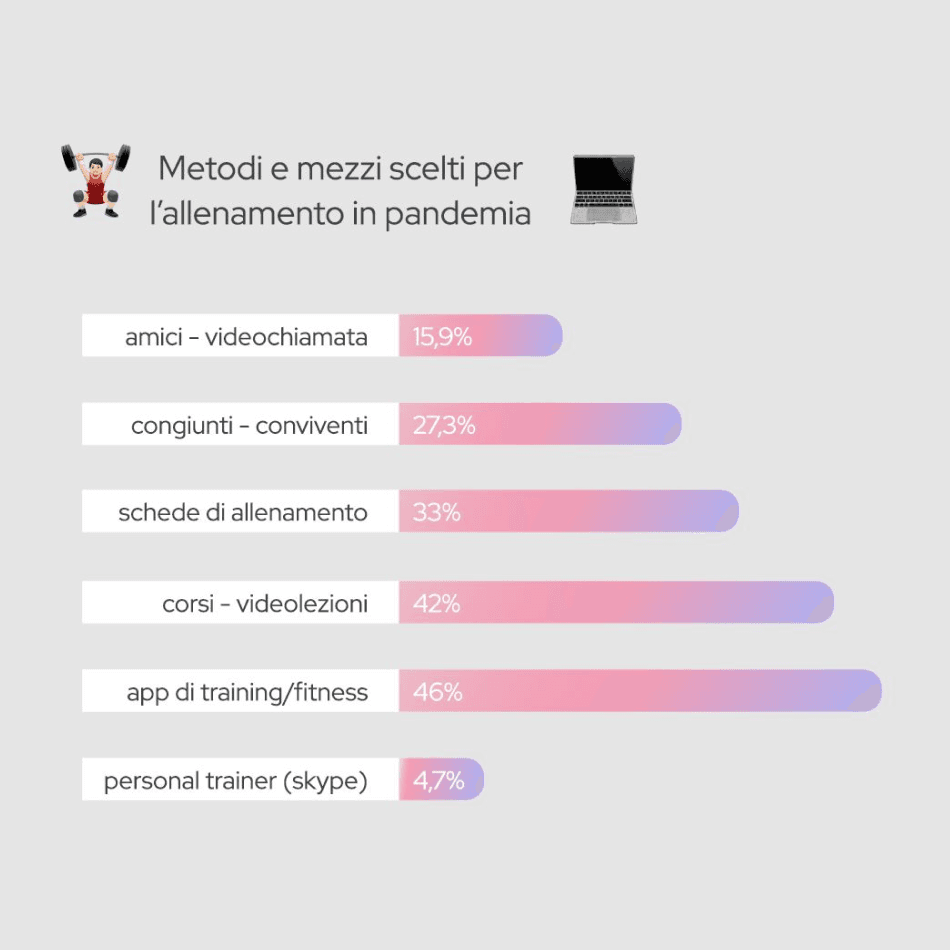 Metodi e mezzi scelti per
l'allenamento in pandemia
amici - videochiamata 15,9%
congiunti - conviventi 27,3%
schede di allenamento 33%
corsi - videolezioni 42%
app di training/fitness 46%
personal trainer (skype) 4,7%